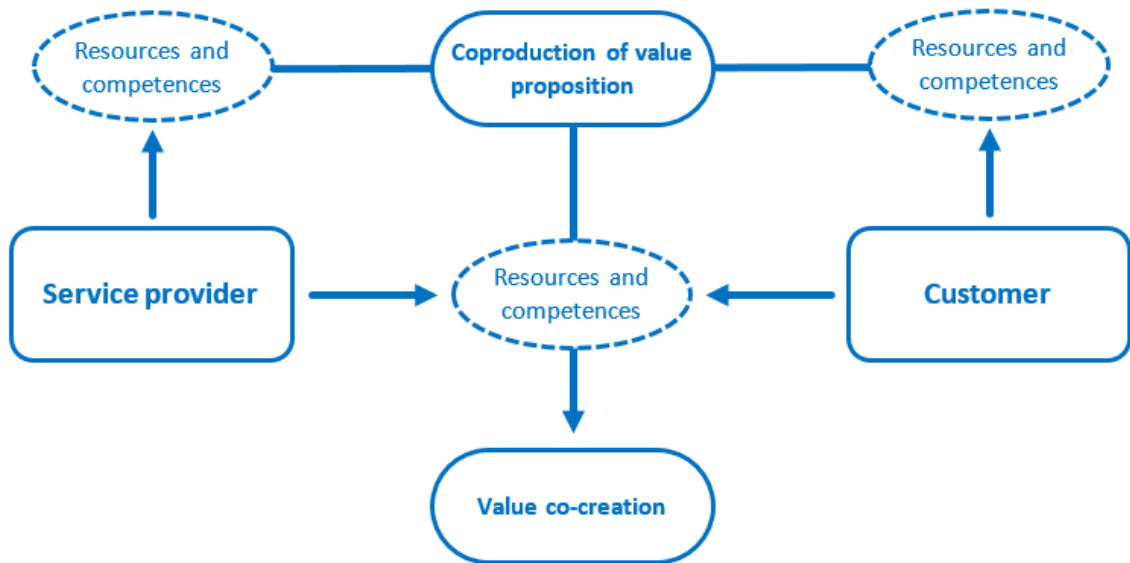 Resources and
competences
Coproduction of value
proposition
Resources and
competences
Service provider
Resources and
competences
Customer
Value co-creation